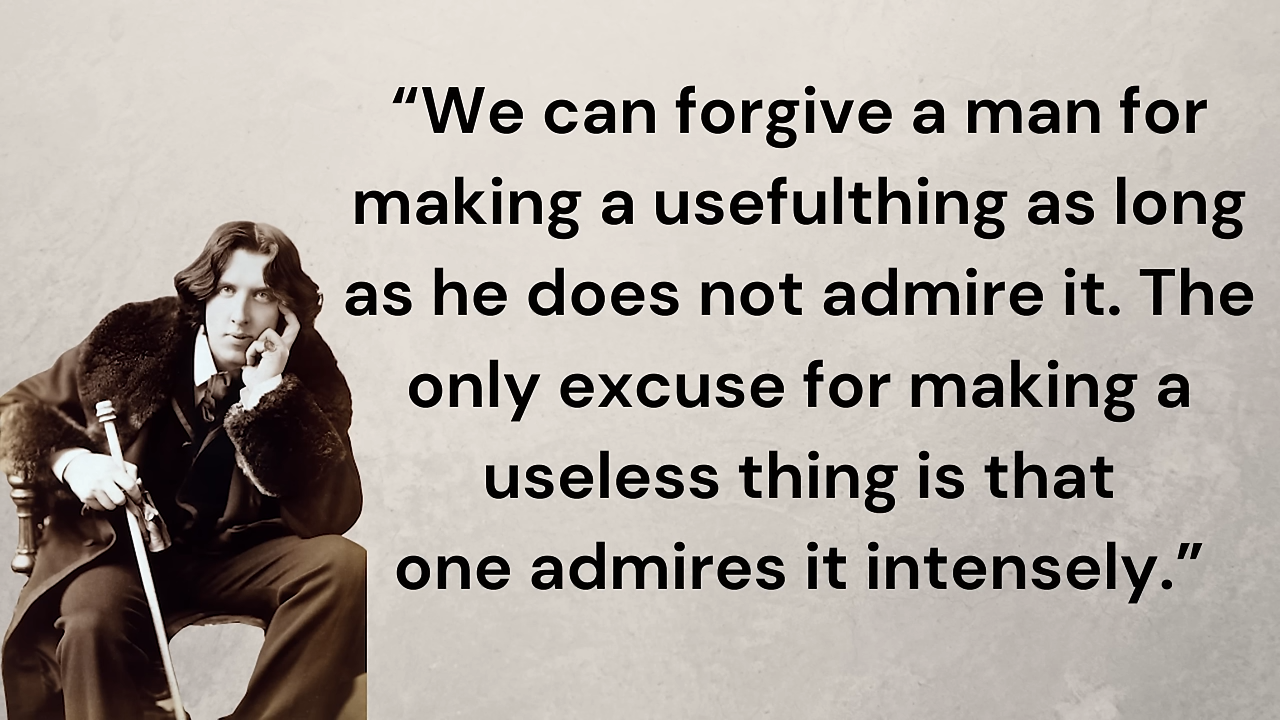 “We can forgive a man for
making a usefulthing as long
as he does not admire it. The
only excuse for making a
useless thing is that
one admires it intensely.”